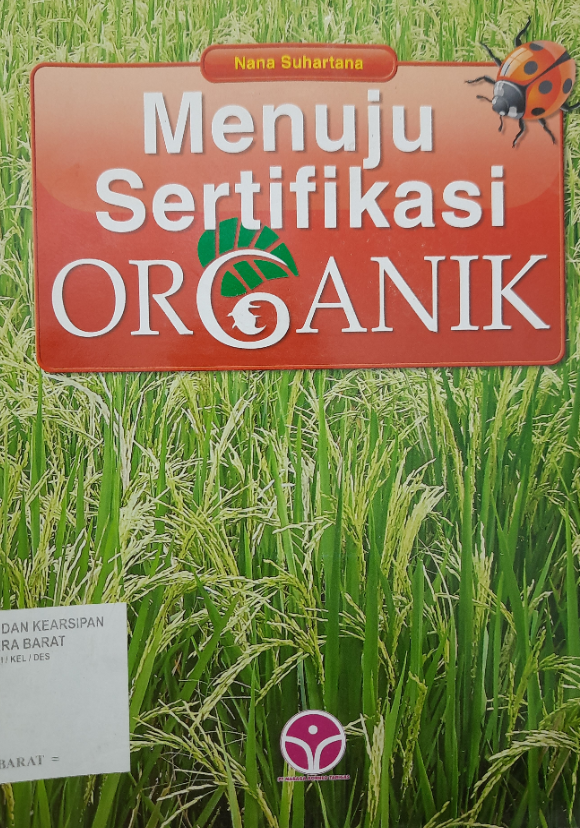 Nana Suhartana
Menuju
Sertifikasi
ORGANIK
DAN KEARSIPAN
RA BARAT
/ KEL / DES
BARAT =